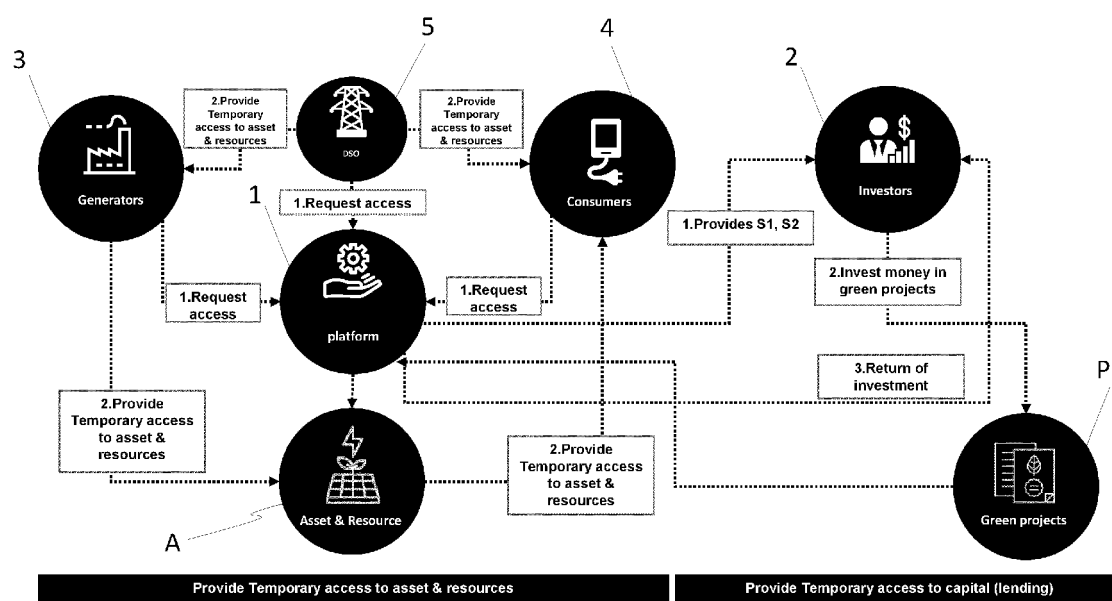 5
4
3
2
2.Provide
Temporary
access to asset
& resources
2.Provide
Temporary
access to asset
& resources
$
DSO
Generators
Consumers
Investors
1
1.Request access
1.Provides S1, S2
2.Invest money in
green projects
1.Request
access
1.Request
access
platform
3.Return of
investment
P
2.Provide
Temporary access
to asset &
resources
2.Provide
Temporary access
to asset &
resources
Asset & Resource
Green projects
A
Provide Temporary access to asset & resources
Provide Temporary access to capital (lending)